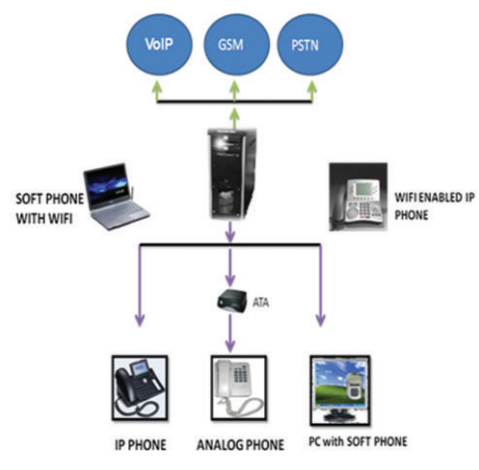 VoIP
GSM
PSTN
SOFT PHONE
WITH WIFI
WIFI ENABLED IP
PHONE
ATA
IP PHONE
ANALOG PHONE
PC with SOFT PHONE